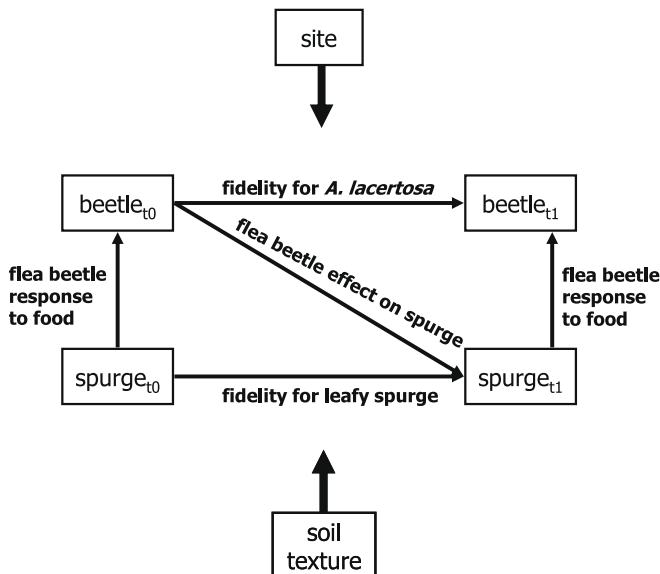 site
beetle t0
fidelity for A. lacertosa
beetle t1
flea beetle
response
to food
flea beetle effect on spurge
flea beetle
response
to food
spurge t0
fidelity for leafy spurge
spurge t1
soil
texture